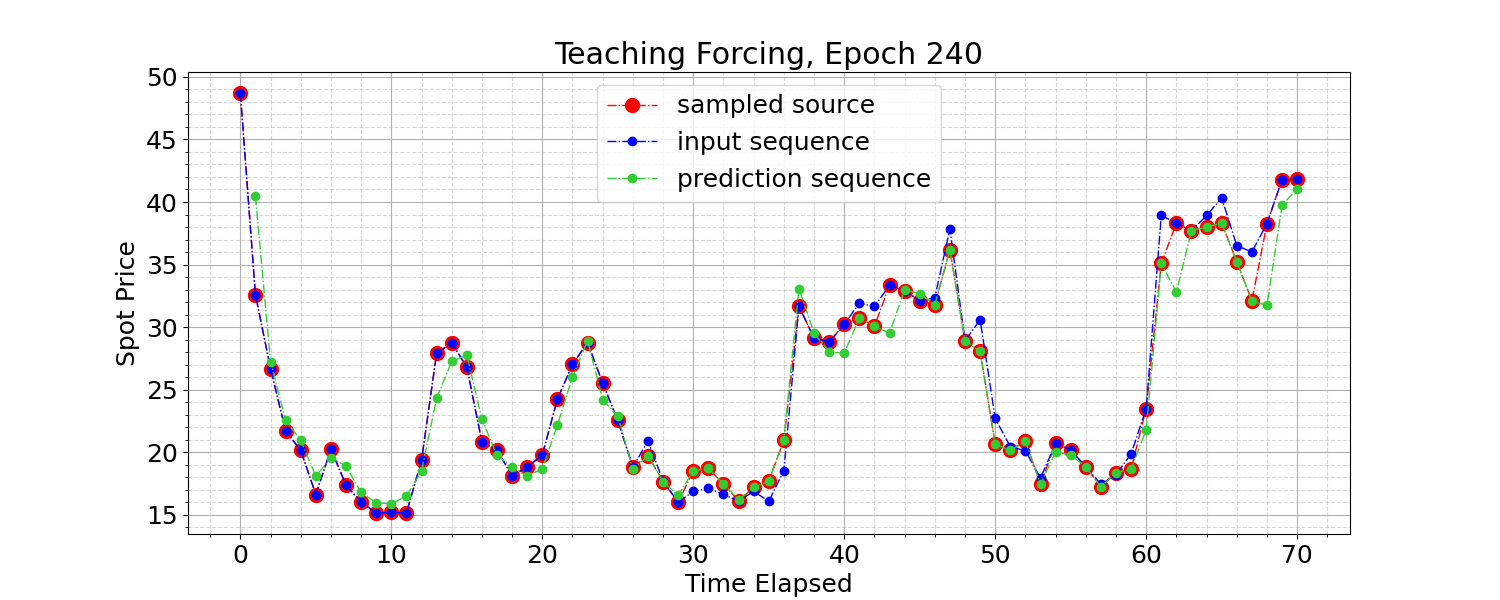 Teaching Forcing, Epoch 240
50
45
40
35
30
25
20
15
Spot Price
sampled source
input sequence
prediction sequence
0 10 20 30 40 50 60 70
Time Elapsed